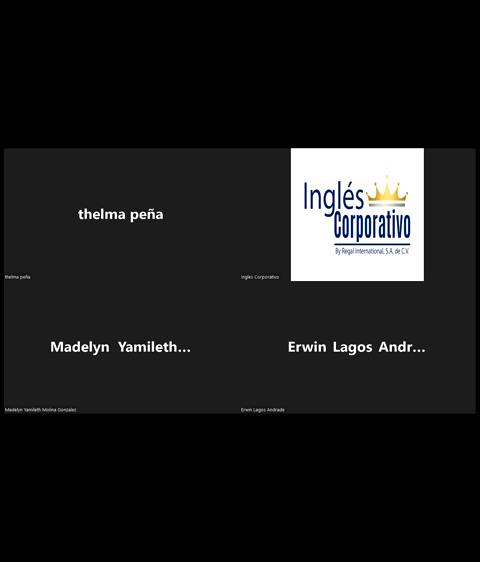 thelma peña
thelma peña
Inglés
Corporativo
By Regal International, S.A. de C.V.
Ingles Corporativo
Madelyn Yamileth...
Madelyn Yamileth Molina Gonzalez
Erwin Lagos Andr...
Erwin Lagos Andrade